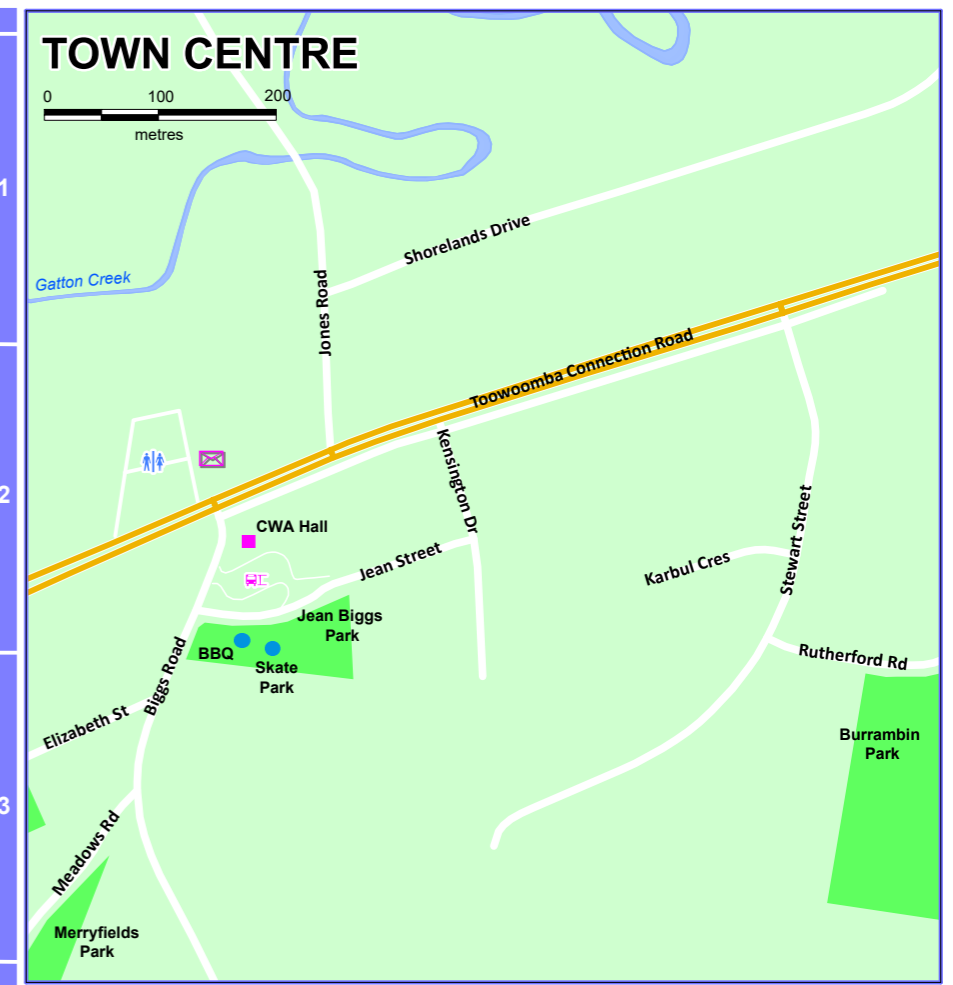 TOWN CENTRE
0 100 200
metres
1
Shorelands Drive
Gatton Creek
Jones Road
Toowoomba Connection Road
Kensington Dr
2
CWA Hall
Stewart Street
Jean Street
Karbul Cres
Jean Biggs
Park
BBQ
Skate
Park
Biggs Road
Rutherford Rd
Elizabeth St
Burrambin
Park
3
Meadows Rd
Merryfields
Park